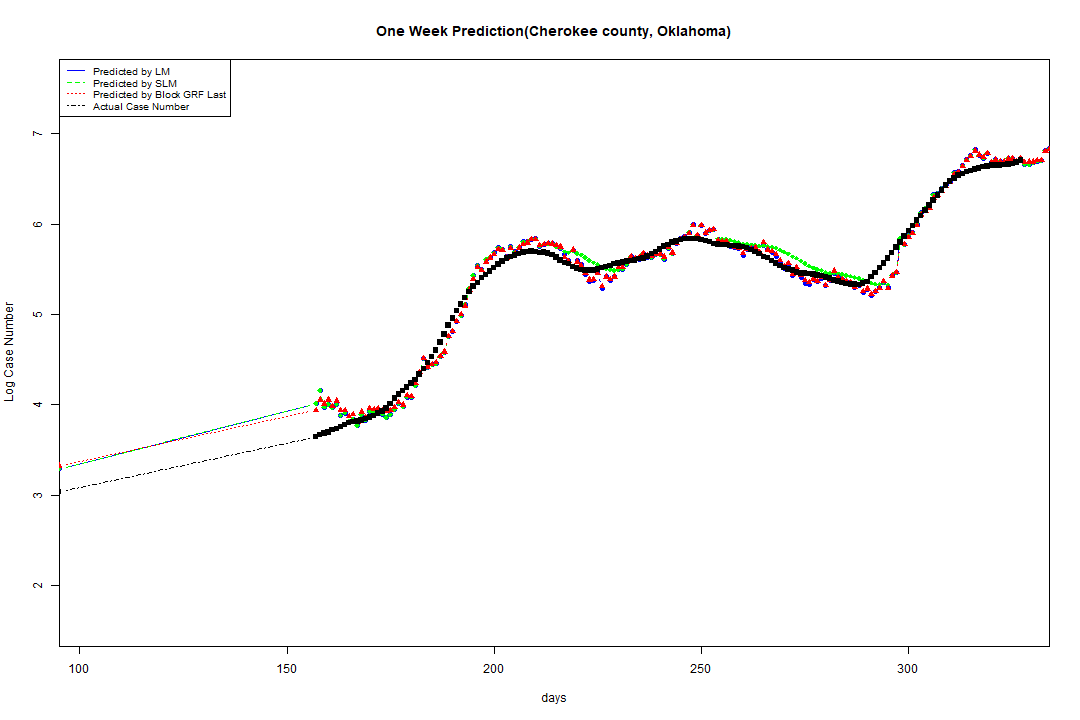 One Week Prediction(Cherokee county, Oklahoma)
Predicted by LM
Predicted by SLM
Predicted by Block GRF Last
Actual Case Number
7
6
5
4
3
2
Log Case Number
100 150 200 250 300
days